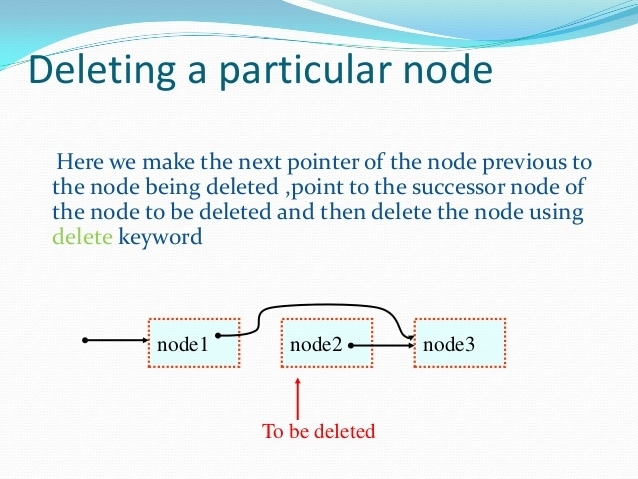 Deleting a particular node
Here we make the next pointer of the node previous to
the node being deleted ,point to the successor node of
the node to be deleted and then delete the node using
delete keyword
node1 node2 node3
To be deleted